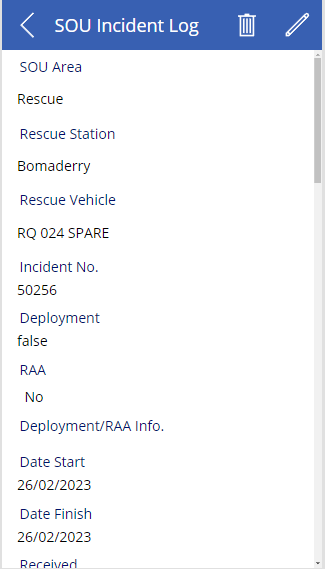 SOU Incident Log
SOU Area
Rescue
Rescue Station
Bomaderry
Rescue Vehicle
RQ 024 SPARE
Incident No.
50256
Deployment
false
RAA
No
Deployment/RAA Info.
Date Start
26/02/2023
Date Finish
26/02/2023
Received